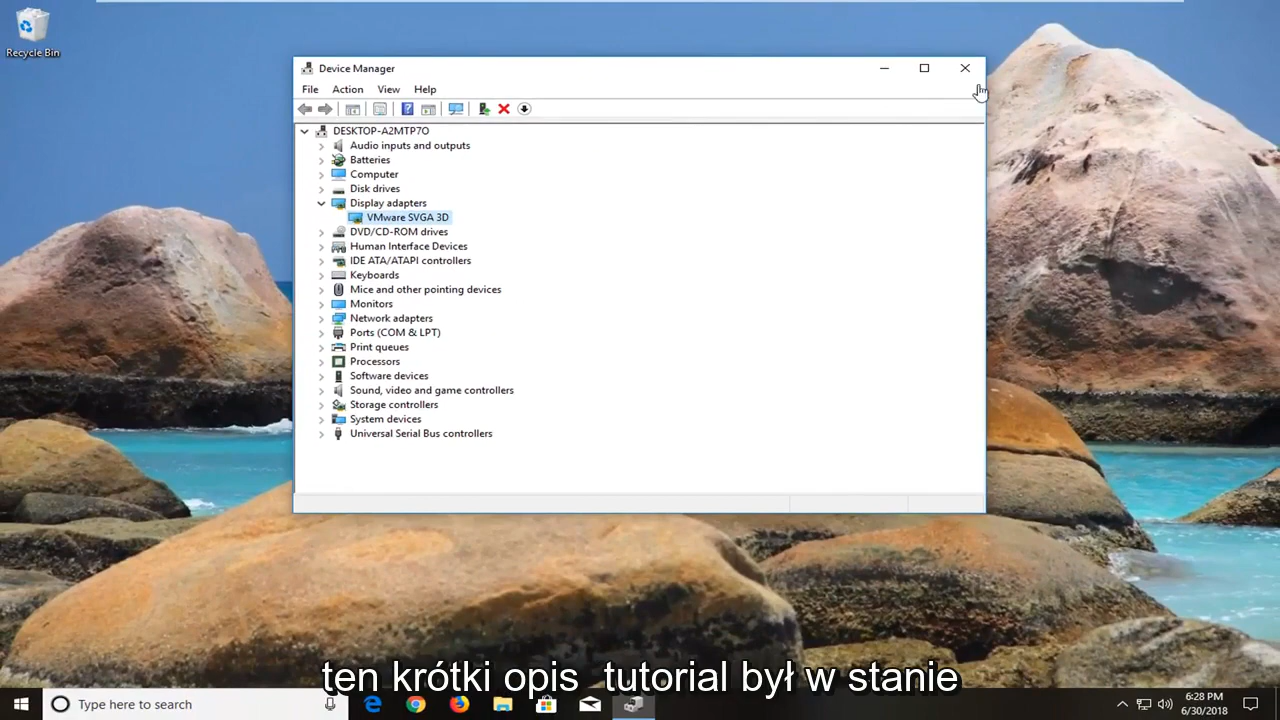 Recycle Bin
Device Manager
File Action View Help
DESKTOP-A2MTP7O
Audio inputs and outputs
Batteries
Computer
Disk drives
Display adapters
VMware SVGA 3D
DVD/CD-ROM drives
Human Interface Devices
IDE ATA/ATAPI controllers
Keyboards
Mice and other pointing devices
Monitors
Network adapters
Ports (COM & LPT)
Print queues
Processors
Software devices
Sound, video and game controllers
Storage controllers
System devices
Universal Serial Bus controllers
ten krótki opis tutorial był w stanie
Type here to search
6:28 PM
6/30/2018